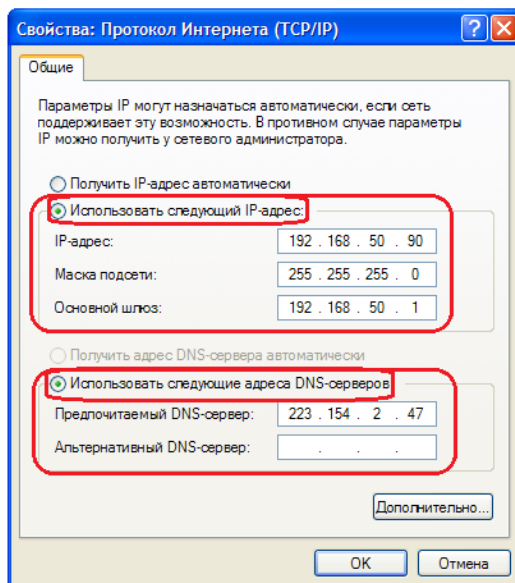 Свойства: Протокол Интернета (TCP/IP)
Общие
Параметры IP могут назначаться автоматически, если сеть
поддерживает эту возможность. В противном случае параметры
IP можно получить у сетевого администратора.
Получить IP-адрес автоматически
Использовать следующий IP-адрес:
IP-адрес: 192 . 168 . 50 . 90
Маска подсети: 255 . 255 . 255 . 0
Основной шлюз: 192 . 168 . 50 . 1
Получить адрес DNS-сервера автоматически
Использовать следующие адреса DNS-серверов
Предпочитаемый DNS-сервер: 223 . 154 . 2 . 47
Альтернативный DNS-сервер: . . .
Дополнительно...
OK Отмена